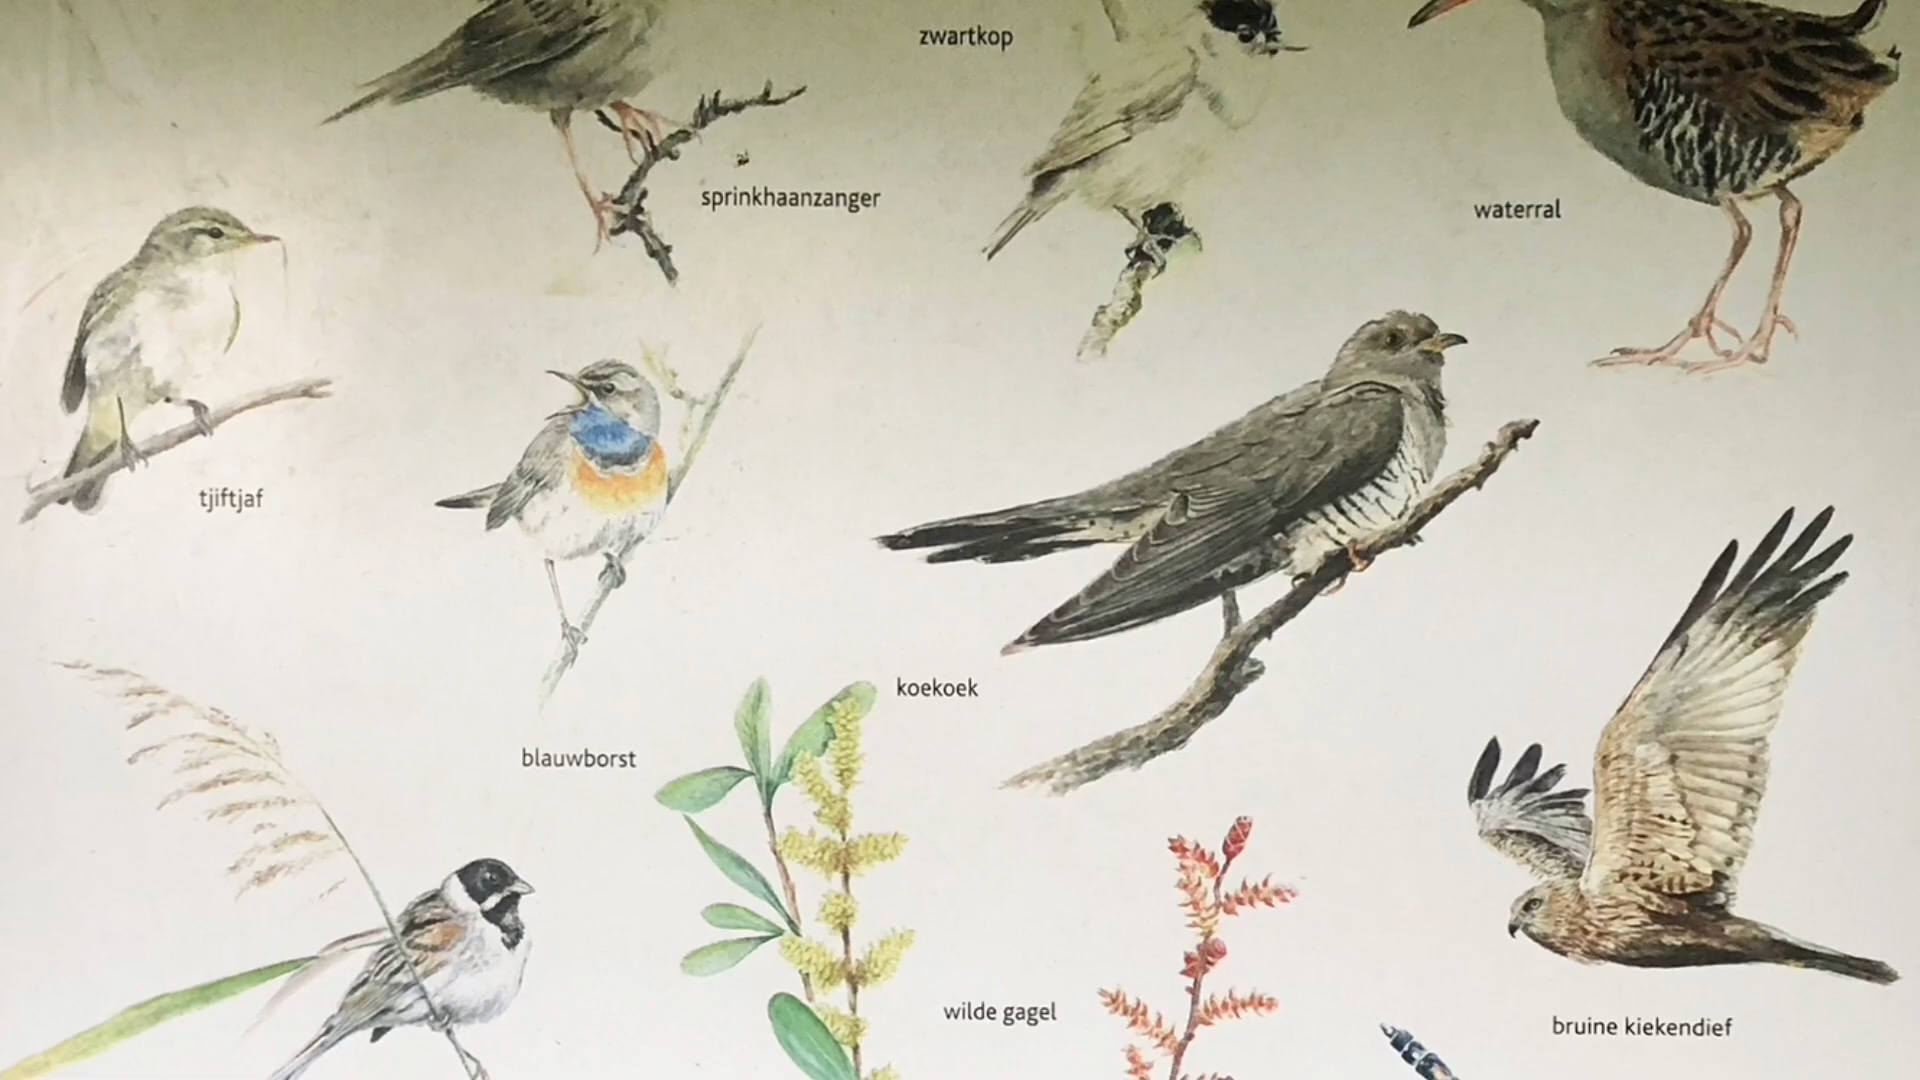 zwartkop
sprinkhaanzanger
waterral
tjiftjaf
koekoek
blauwborst
wilde gagel
bruine kiekendief